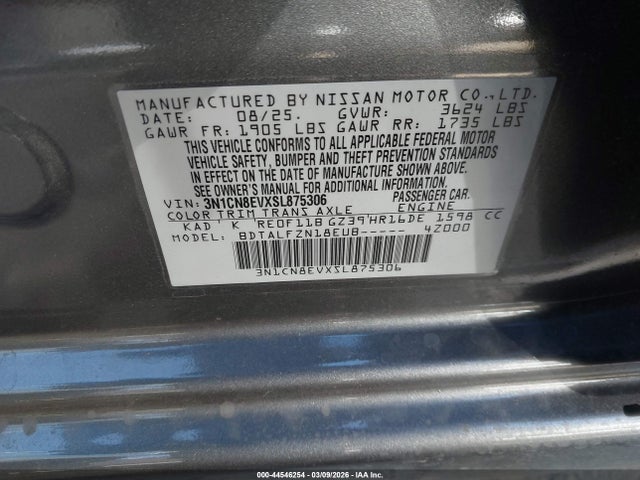 MANUFACTURED BY NISSAN MOTOR CO.,LTD.
DATE: 08/25. GVWR: 3624 LBS
GAWR FR: 1905 LBS GAWR RR: 1735 LBS
THIS VEHICLE CONFORMS TO ALL APPLICABLE FEDERAL MOTOR
VEHICLE SAFETY, BUMPER AND THEFT PREVENTION STANDARDS
IN EFFECT ON THE DATE OF MANUFACTURE SHOWN ABOVE.
SEE OWNER'S MANUAL FOR ADDITIONAL INFORMATION
VIN: 3N1CN8EVXSL875306 PASSENGER CAR.
COLOR TRIM TRANS AXLE ENGINE
KAD K RE0F11B GZ39 HR16DE 1598 CC
MODEL: BDTALFZN18EUB----- 4Z000
3N1CN8EVXSL875306
000-44546254 | 03/09/2026 | IAA Inc.